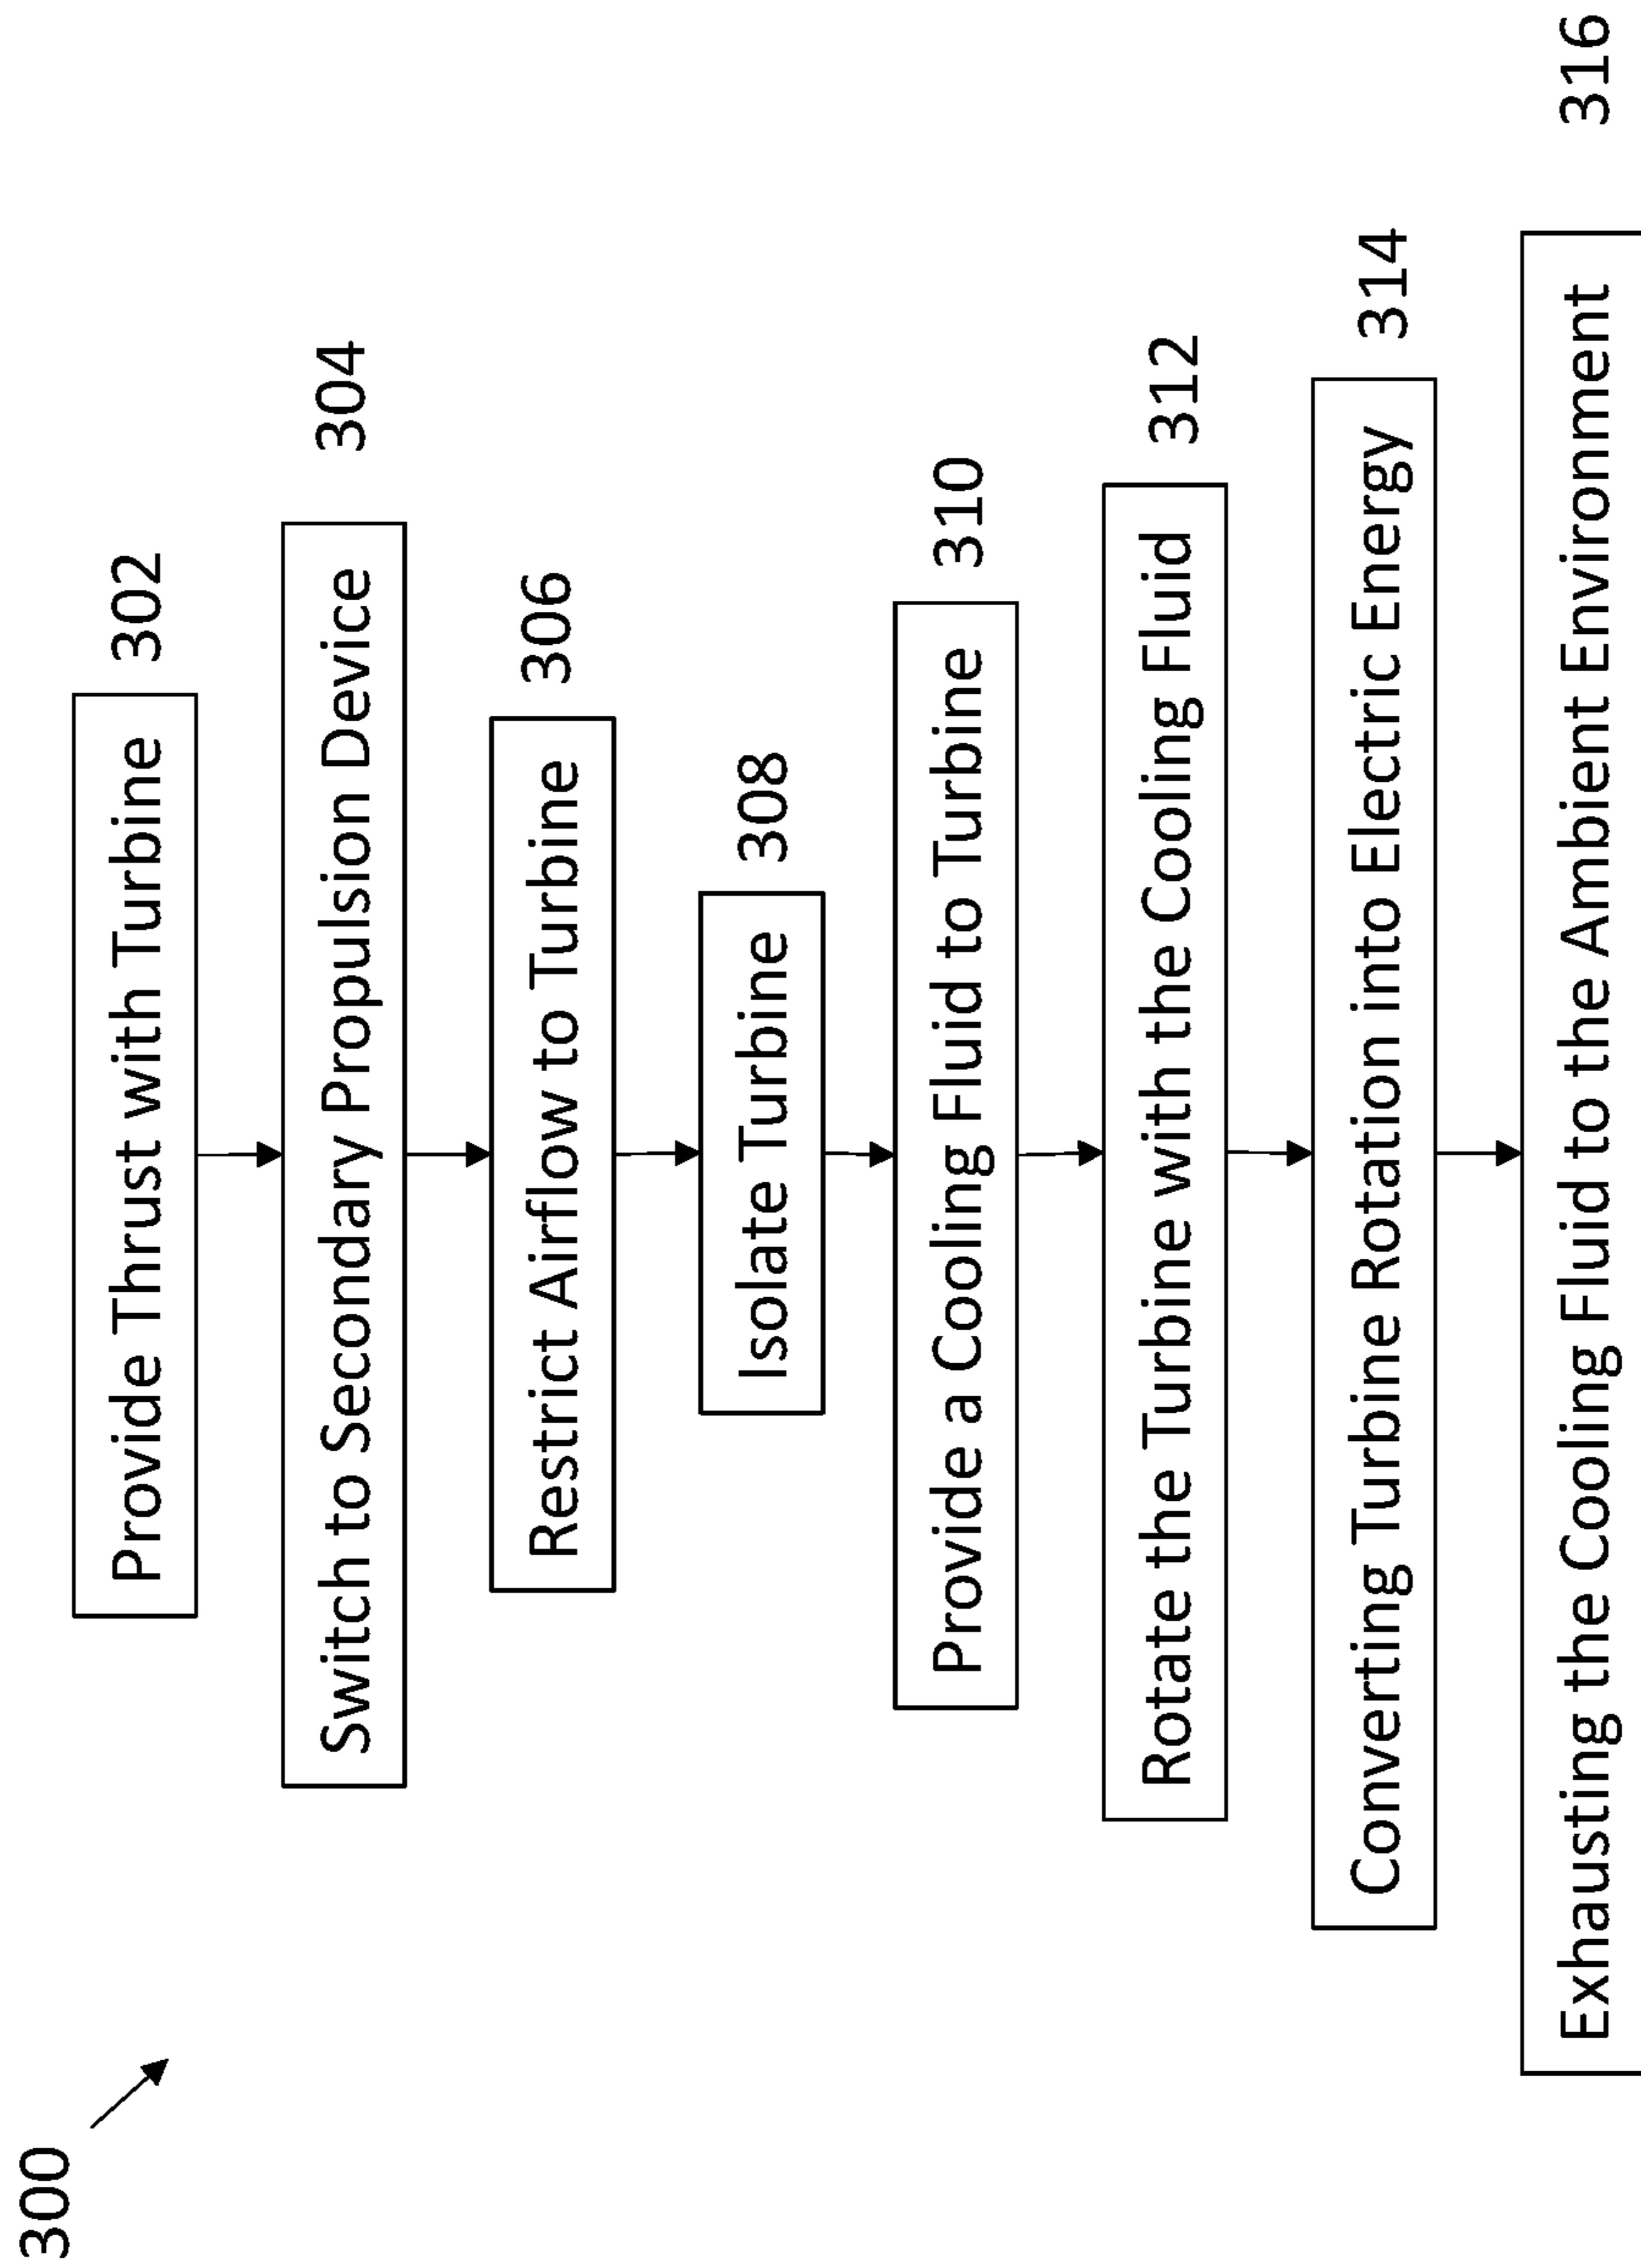 300
Provide Thrust with Turbine 302
Switch to Secondary Propulsion Device 304
Restrict Airflow to Turbine 306
Isolate Turbine 308
Provide a Cooling Fluid to Turbine 310
Rotate the Turbine with the Cooling Fluid 312
Converting Turbine Rotation into Electric Energy 314
Exhausting the Cooling Fluid to the Ambient Environment 316